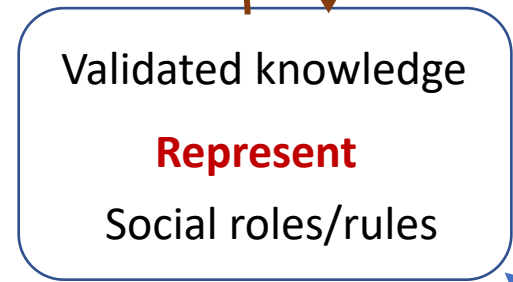 Validated knowledge
Represent
Social roles/rules